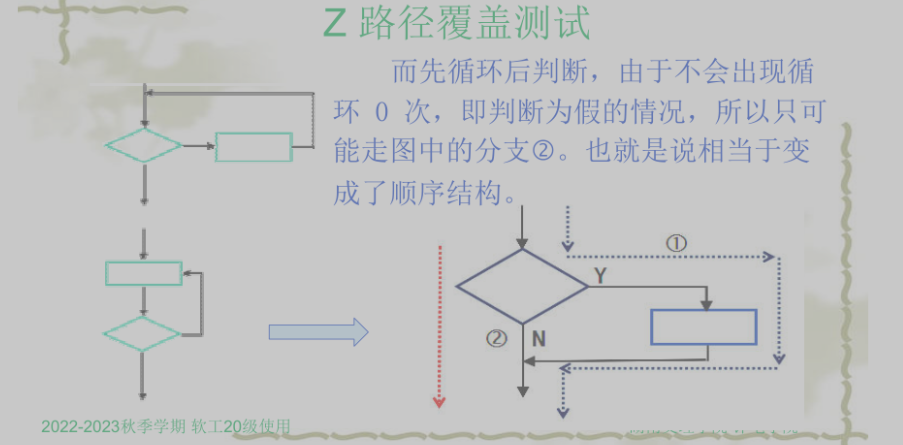 Z 路径覆盖测试
而先循环后判断，由于不会出现循
环 0 次，即判断为假的情况，所以只可
能走图中的分支②。也就是说相当于变
成了顺序结构。
①
Y
② N
2022-2023秋季学期 软工20级使用